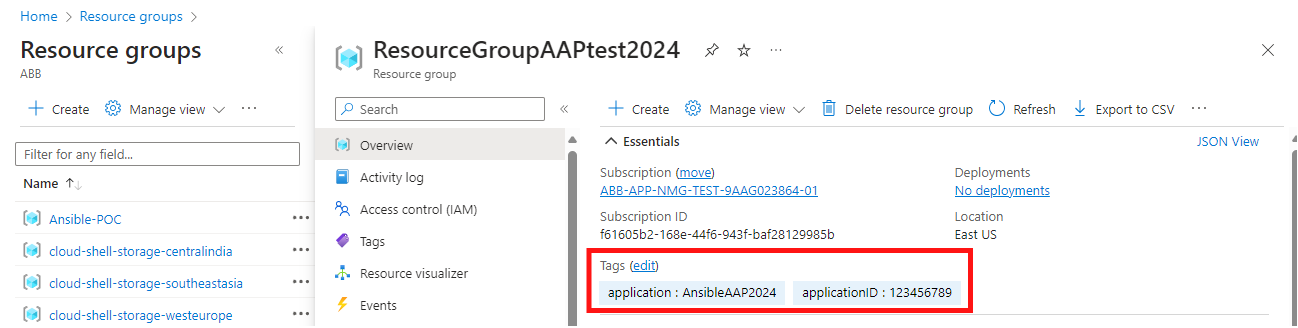 Home > Resource groups >
Resource groups
ABB
Create Manage view
Filter for any field...
Name
Ansible-POC
cloud-shell-storage-centralindia
cloud-shell-storage-southeastasia
cloud-shell-storage-westeurope
ResourceGroupAAPtest2024
Resource group
Search
Overview
Activity log
Access control (IAM)
Tags
Resource visualizer
Events
Create Manage view Delete resource group Refresh Export to CSV
Essentials JSON View
Subscription (move)
ABB-APP-NMG-TEST-9AAG023864-01
Subscription ID
f61605b2-168e-44f6-943f-baf28129985b
Deployments
No deployments
Location
East US
Tags (edit)
application : AnsibleAAP2024 applicationID : 123456789